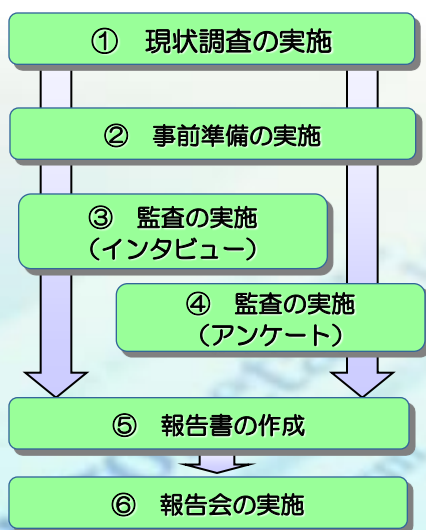 ① 現状調査の実施
② 事前準備の実施
③ 監査の実施
（インタビュー）
④ 監査の実施
（アンケート）
⑤ 報告書の作成
⑥ 報告会の実施